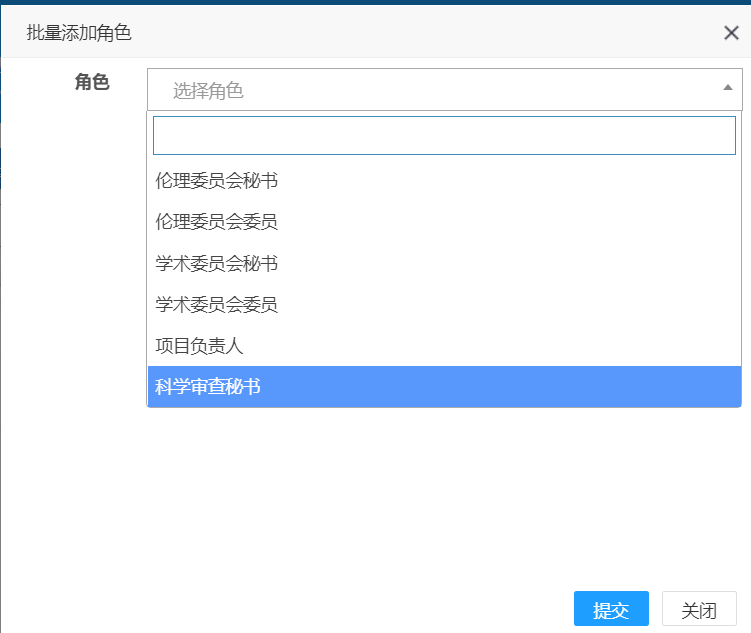 批量添加角色
角色
选择角色
伦理委员会秘书
伦理委员会委员
学术委员会秘书
学术委员会委员
项目负责人
科学审查秘书
提交
关闭